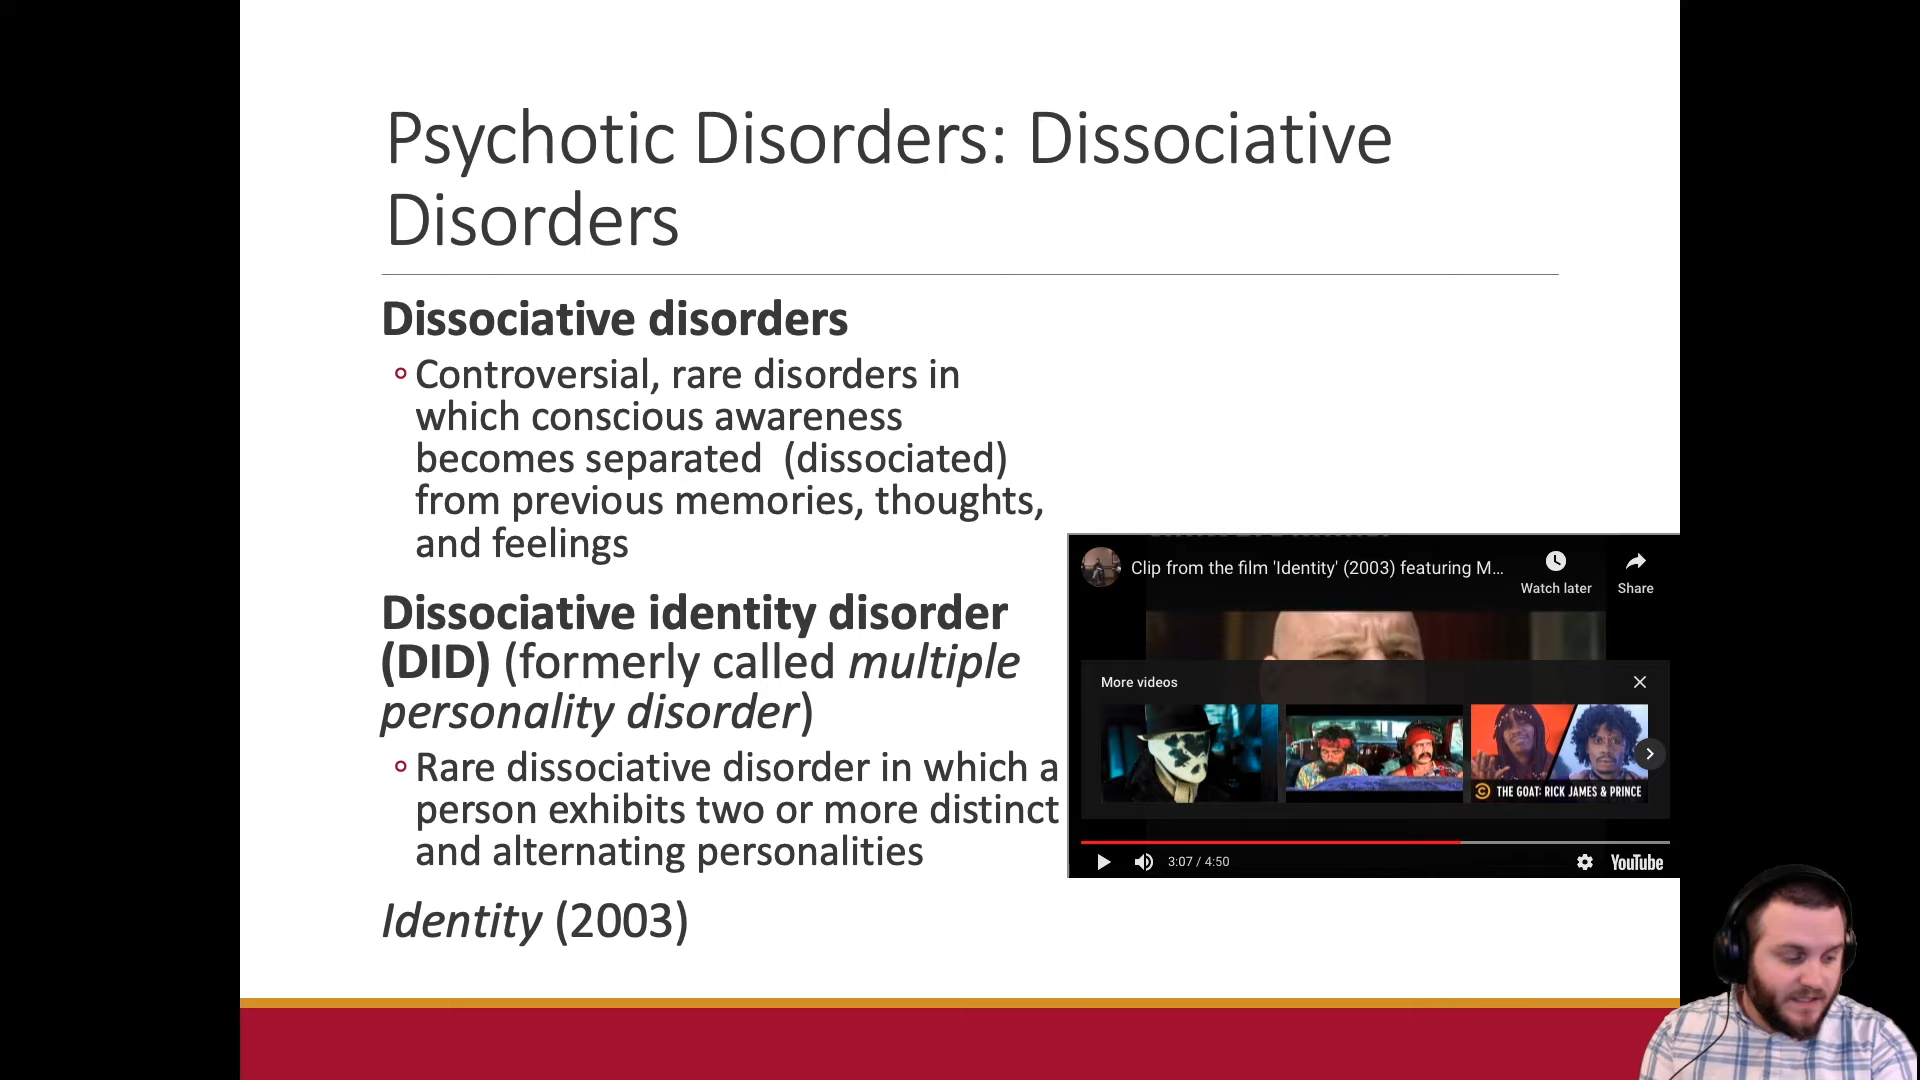 Psychotic Disorders: Dissociative
Disorders
Dissociative disorders
◦ Controversial, rare disorders in
which conscious awareness
becomes separated  (dissociated)
from previous memories, thoughts,
and feelings
Dissociative identity disorder
(DID) (formerly called multiple
personality disorder)
◦ Rare dissociative disorder in which a
person exhibits two or more distinct
and alternating personalities
Identity (2003)
Clip from the film 'Identity' (2003) featuring M...
Watch later
Share
More videos
THE GOAT: RICK JAMES & PRINCE
3:07 / 4:50
YouTube